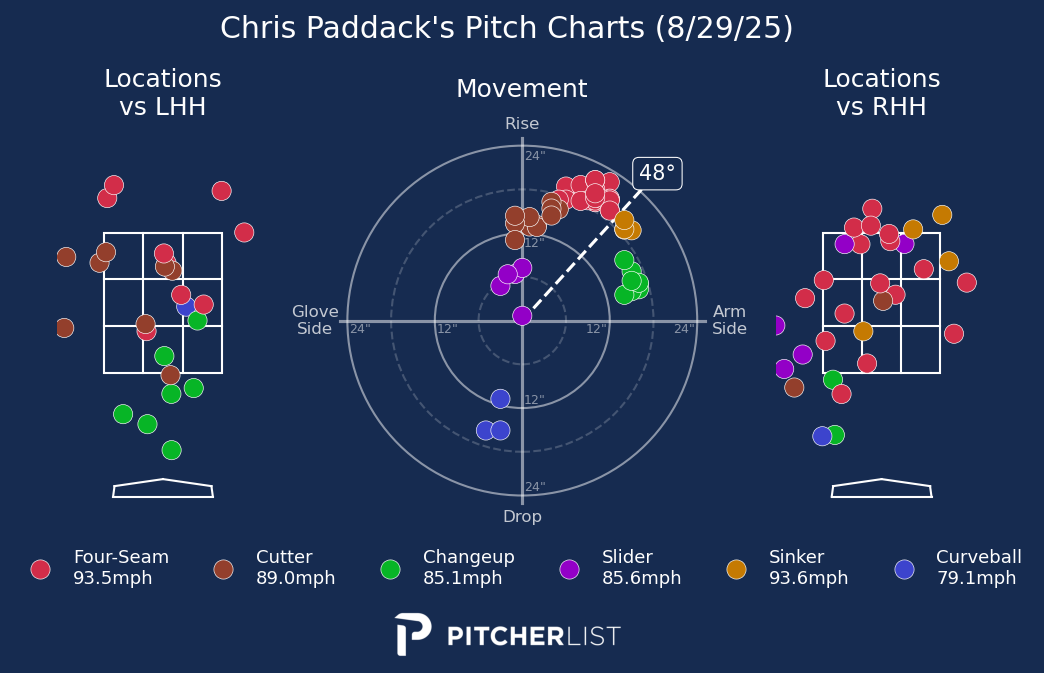 Chris Paddack's Pitch Charts (8/29/25)
Locations
vs LHH
Movement
Locations
vs RHH
Rise
24"
48°
12"
Glove
Side
24"
12"
12"
24"
Arm
Side
12"
24"
Drop
Four-Seam
93.5mph
Cutter
89.0mph
Changeup
85.1mph
Slider
85.6mph
Sinker
93.6mph
Curveball
79.1mph
PITCHERLIST